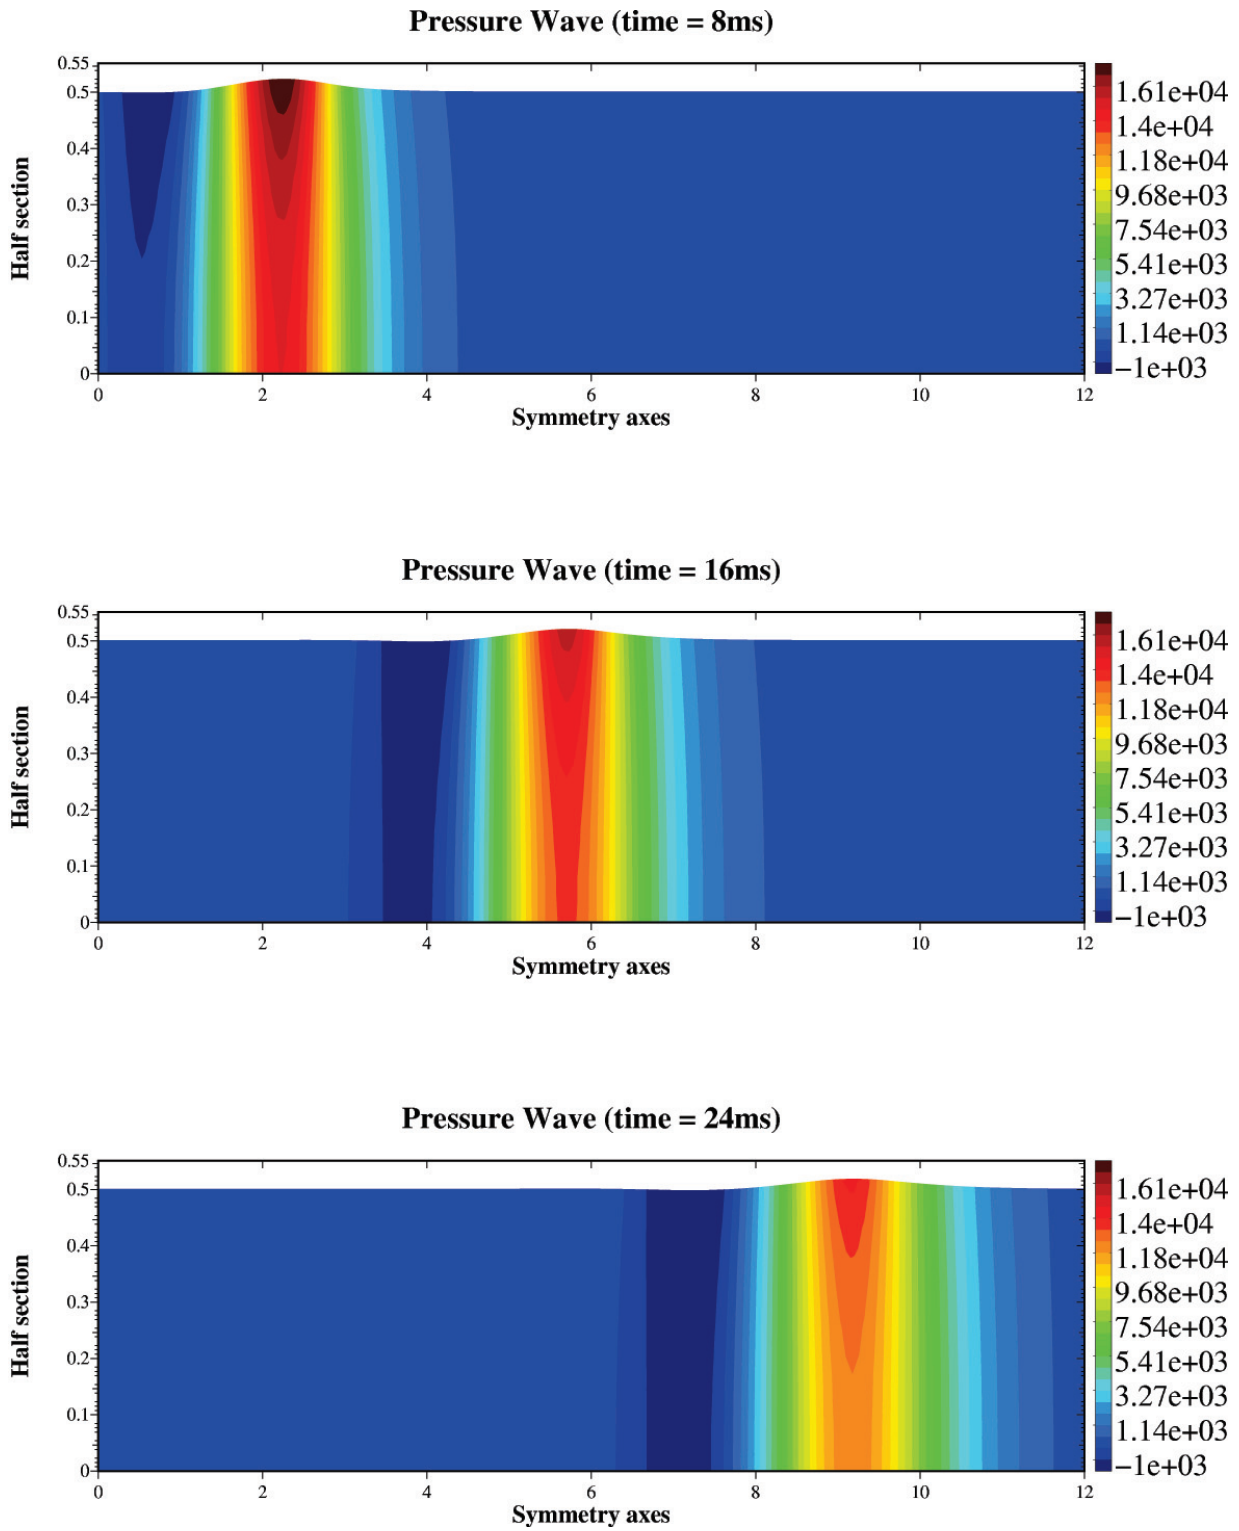 Pressure Wave (time = 8ms)
0.55
0.5
0.4
0.3
0.2
0.1
0
Half section
0 2 4 6 8 10 12
Symmetry axes
1.61e+04
1.4e+04
1.18e+04
9.68e+03
7.54e+03
5.41e+03
3.27e+03
1.14e+03
−1e+03
Pressure Wave (time = 16ms)
0.55
0.5
0.4
0.3
0.2
0.1
0
Half section
0 2 4 6 8 10 12
Symmetry axes
1.61e+04
1.4e+04
1.18e+04
9.68e+03
7.54e+03
5.41e+03
3.27e+03
1.14e+03
−1e+03
Pressure Wave (time = 24ms)
0.55
0.5
0.4
0.3
0.2
0.1
0
Half section
0 2 4 6 8 10 12
Symmetry axes
1.61e+04
1.4e+04
1.18e+04
9.68e+03
7.54e+03
5.41e+03
3.27e+03
1.14e+03
−1e+03